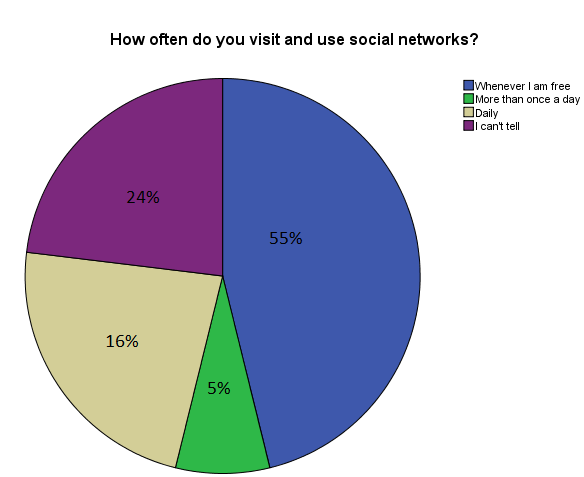 How often do you visit and use social networks?
Whenever I am free
More than once a day
Daily
I can't tell
24%
55%
16%
5%